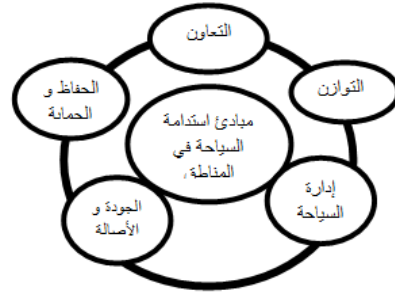 التعاون
التوازن
الحفاظ و
الحماية
مبادئ استدامة
السياحة في
المناطق
إدارة
السياحة
الجودة و
الأصالة